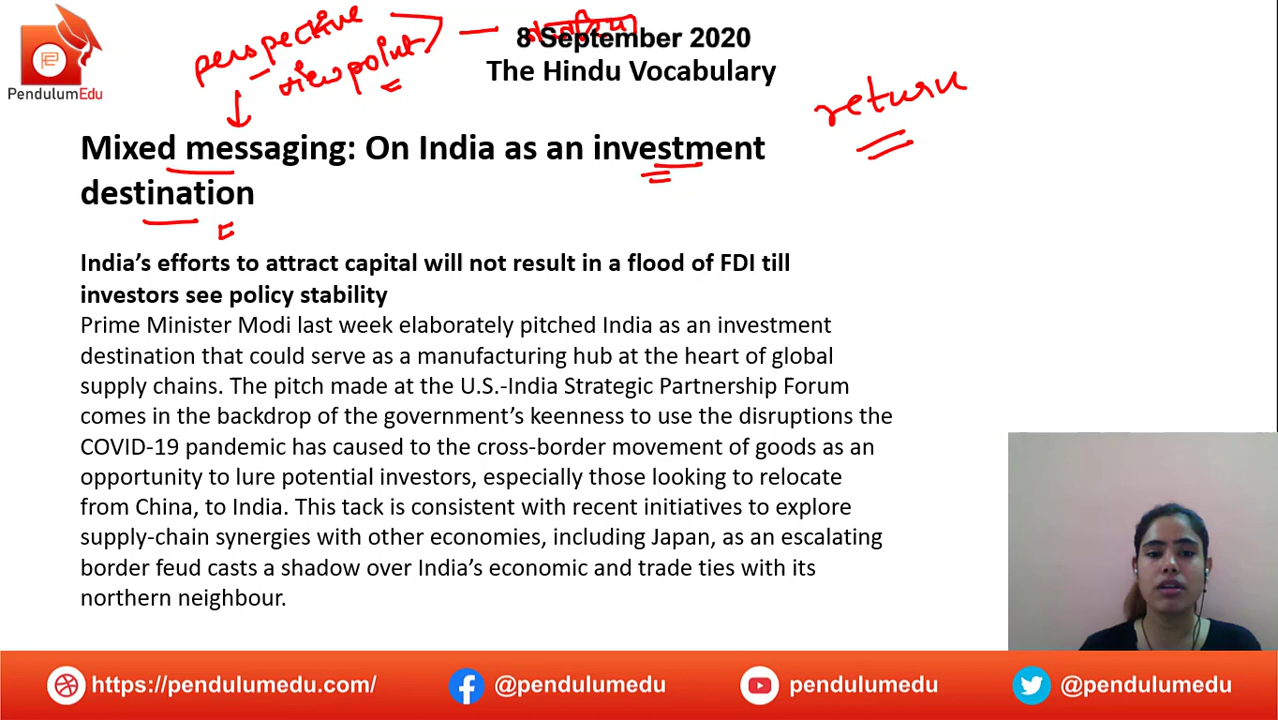 perspective
viewpoint
8 September 2020
The Hindu Vocabulary
return
PendulumEdu
Mixed messaging: On India as an investment
destination
India's efforts to attract capital will not result in a flood of FDI till
investors see policy stability
Prime Minister Modi last week elaborately pitched India as an investment
destination that could serve as a manufacturing hub at the heart of global
supply chains. The pitch made at the U.S.-India Strategic Partnership Forum
comes in the backdrop of the government's keenness to use the disruptions the
COVID-19 pandemic has caused to the cross-border movement of goods as an
opportunity to lure potential investors, especially those looking to relocate
from China, to India. This tack is consistent with recent initiatives to explore
supply-chain synergies with other economies, including Japan, as an escalating
border feud casts a shadow over India's economic and trade ties with its
northern neighbour.
https://pendulumedu.com/ @pendulumedu pendulumedu @pendulumedu